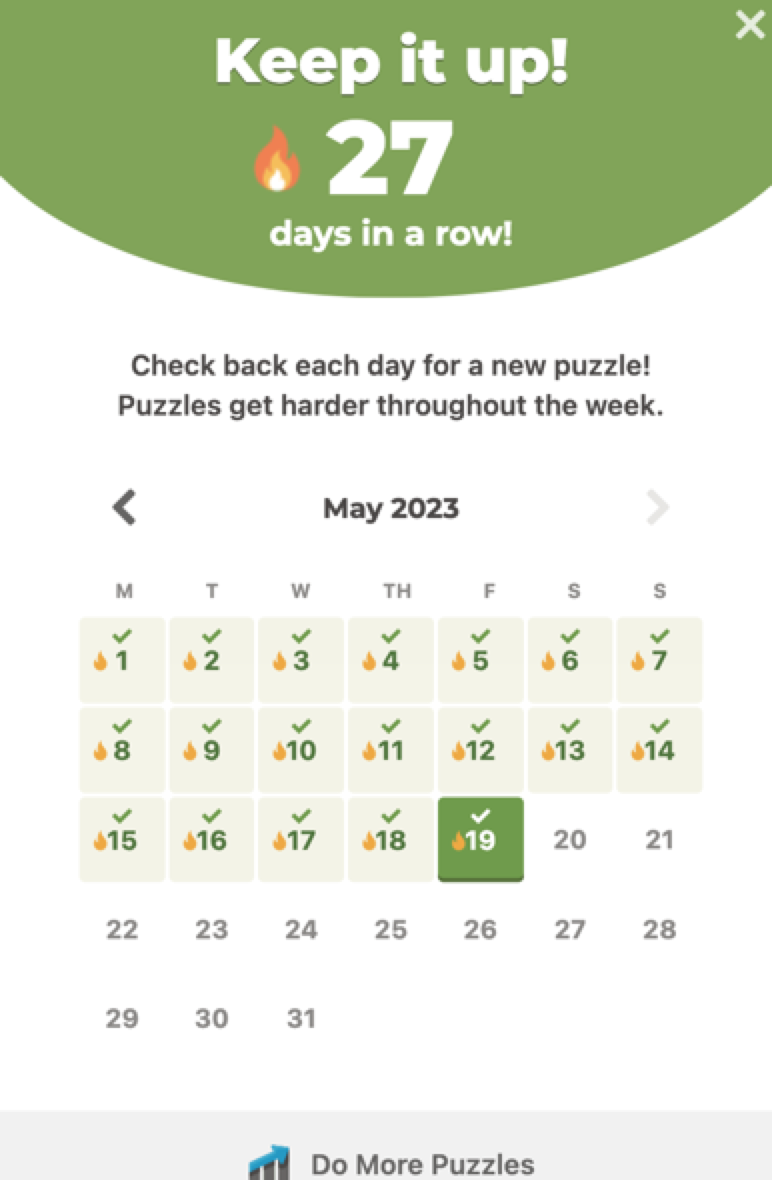 Keep it up!
27
days in a row!
Check back each day for a new puzzle!
Puzzles get harder throughout the week.
May 2023
M T W TH F S S
1 2 3 4 5 6 7
8 9 10 11 12 13 14
15 16 17 18 19 20 21
22 23 24 25 26 27 28
29 30 31
Do More Puzzles